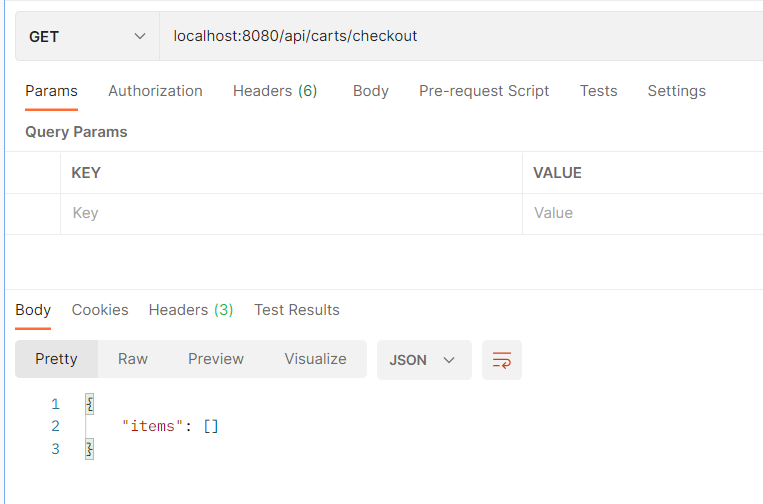 GET localhost:8080/api/carts/checkout
Params Authorization Headers (6) Body Pre-request Script Tests Settings
Query Params
KEY VALUE
Key Value
Body Cookies Headers (3) Test Results
Pretty Raw Preview Visualize JSON
1 {
2 "items": []
3 }